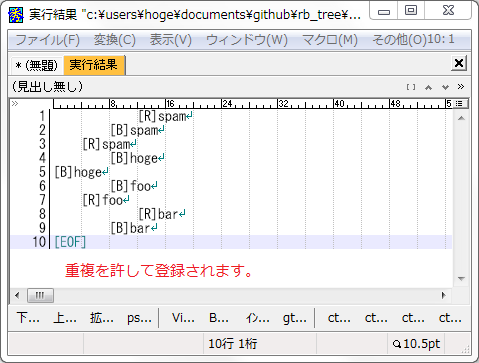 実行結果 "c:¥users¥hoge¥documents¥github¥rb_tree¥...
ファイル(F) 変換(C) 表示(V) ウィンドウ(W) マクロ(M) その他(O) 10:1
* (無題) 実行結果
(見出し無し)
8 16 24 32 40 48 5
1 [R]spam↵
2 [B]spam↵
3 [R]spam↵
4 [B]hoge↵
5 [B]hoge↵
6 [B]foo↵
7 [R]foo↵
8 [R]bar↵
9 [B]bar↵
10 [EOF]
重複を許して登録されます。
下... 上... 拡... ps... Vi... B... イン... gt... ct... ct... ct... ct...
10行 1桁 10.5pt